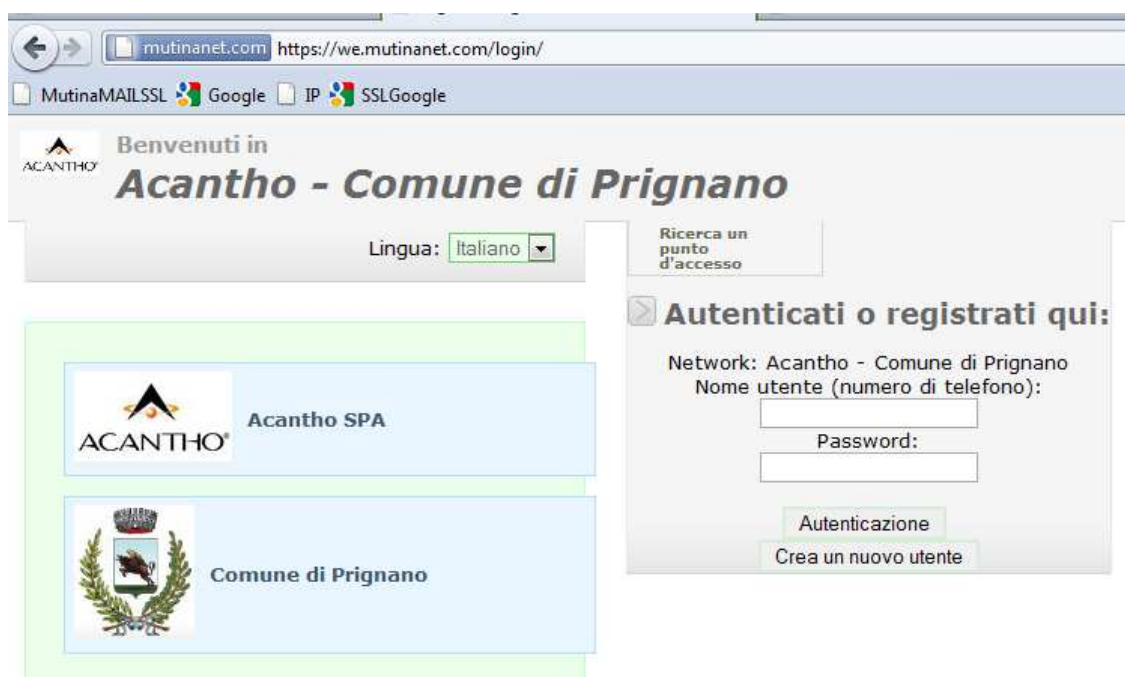 mutinanet.com https://we.mutinanet.com/login/
MutinaMAILSSL Google IP SSLGoogle
ACANTHO®
Benvenuti in
Acantho - Comune di Prignano
Lingua: Italiano
ACANTHO®
Acantho SPA
Comune di Prignano
Ricerca un
punto
d'accesso
Autenticati o registrati qui:
Network: Acantho - Comune di Prignano
Nome utente (numero di telefono):
Password:
Autenticazione
Crea un nuovo utente